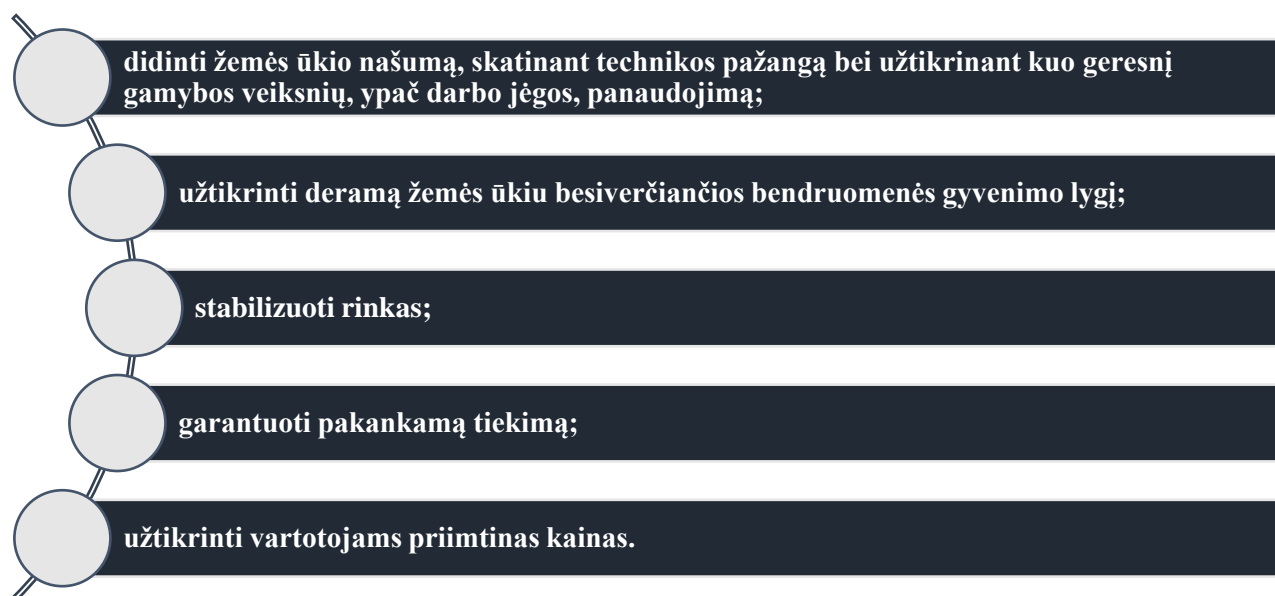 didinti žemės ūkio našumą, skatinant technikos pažangą bei užtikrinant kuo geresnį
gamybos veiksnių, ypač darbo jėgos, panaudojimą;
užtikrinti deramą žemės ūkiu besiverčiančios bendruomenės gyvenimo lygį;
stabilizuoti rinkas;
garantuoti pakankamą tiekimą;
užtikrinti vartotojams priimtinas kainas.